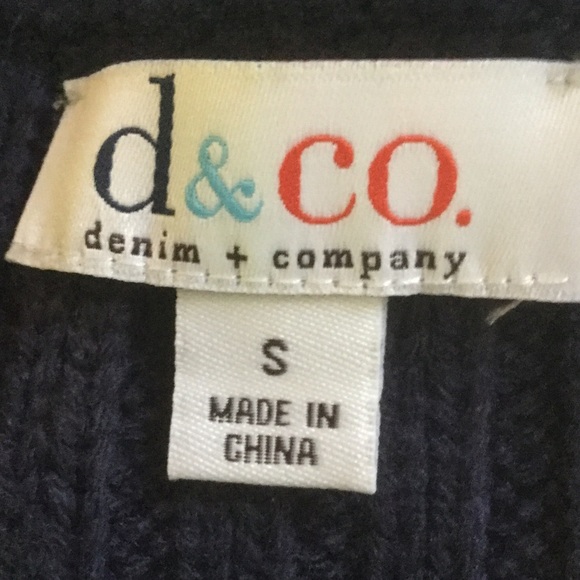 d&co.
denim + company
S
MADE IN
CHINA